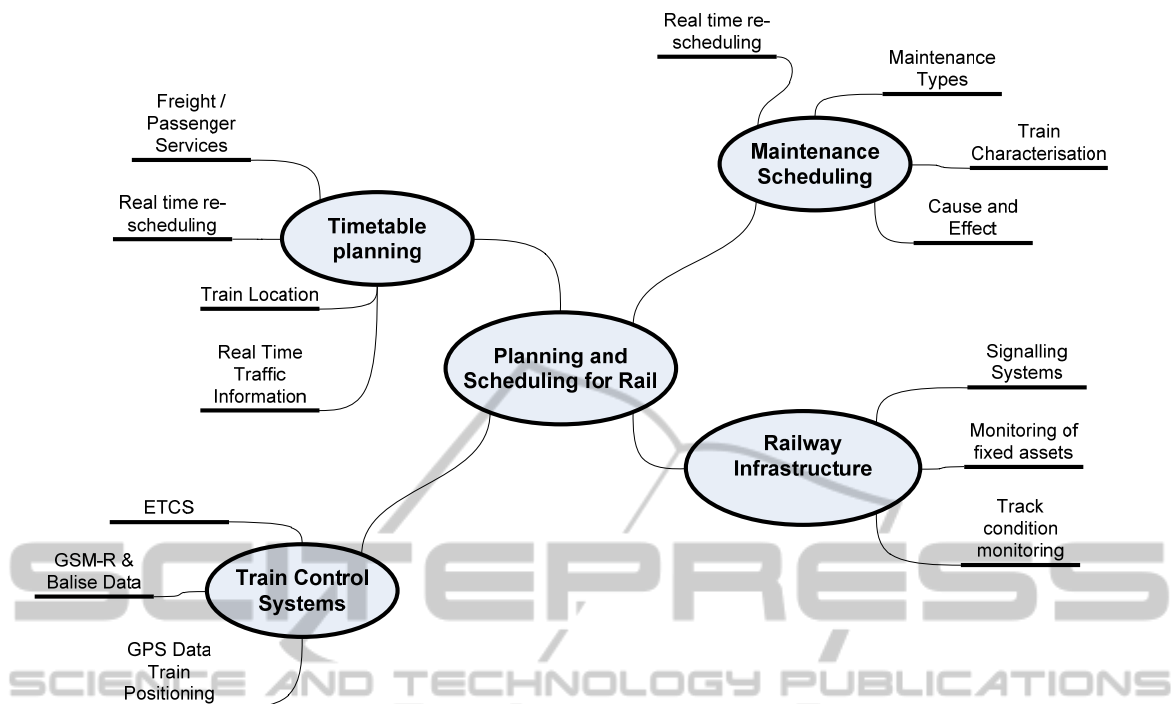 Real time re-
scheduling
Maintenance
Types
Train
Characterisation
Cause and
Effect
Maintenance
Scheduling
Freight /
Passenger
Services
Real time re-
scheduling
Train Location
Real Time
Traffic
Information
Timetable
planning
Planning and
Scheduling for Rail
Signalling
Systems
Monitoring of
fixed assets
Track
condition
monitoring
Railway
Infrastructure
ETCS
GSM-R &
Balise Data
GPS Data
Train
Positioning
Train Control
Systems
SCITEPRESS
SCIENCE AND TECHNOLOGY PUBLICATIONS